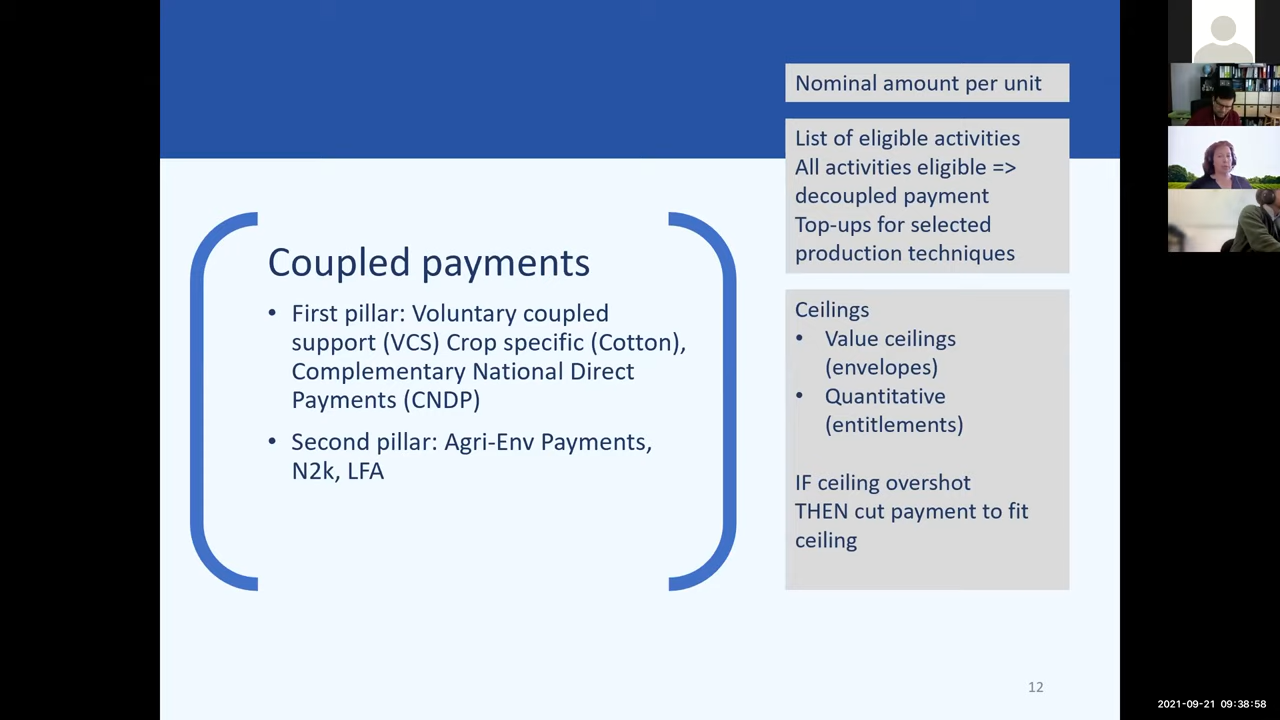 Nominal amount per unit
List of eligible activities
All activities eligible =>
decoupled payment
Top-ups for selected
production techniques
Coupled payments
• First pillar: Voluntary coupled
support (VCS) Crop specific (Cotton),
Complementary National Direct
Payments (CNDP)
• Second pillar: Agri-Env Payments,
N2k, LFA
Ceilings
• Value ceilings
(envelopes)
• Quantitative
(entitlements)
IF ceiling overshot
THEN cut payment to fit
ceiling
12
2021-09-21 09:38:58